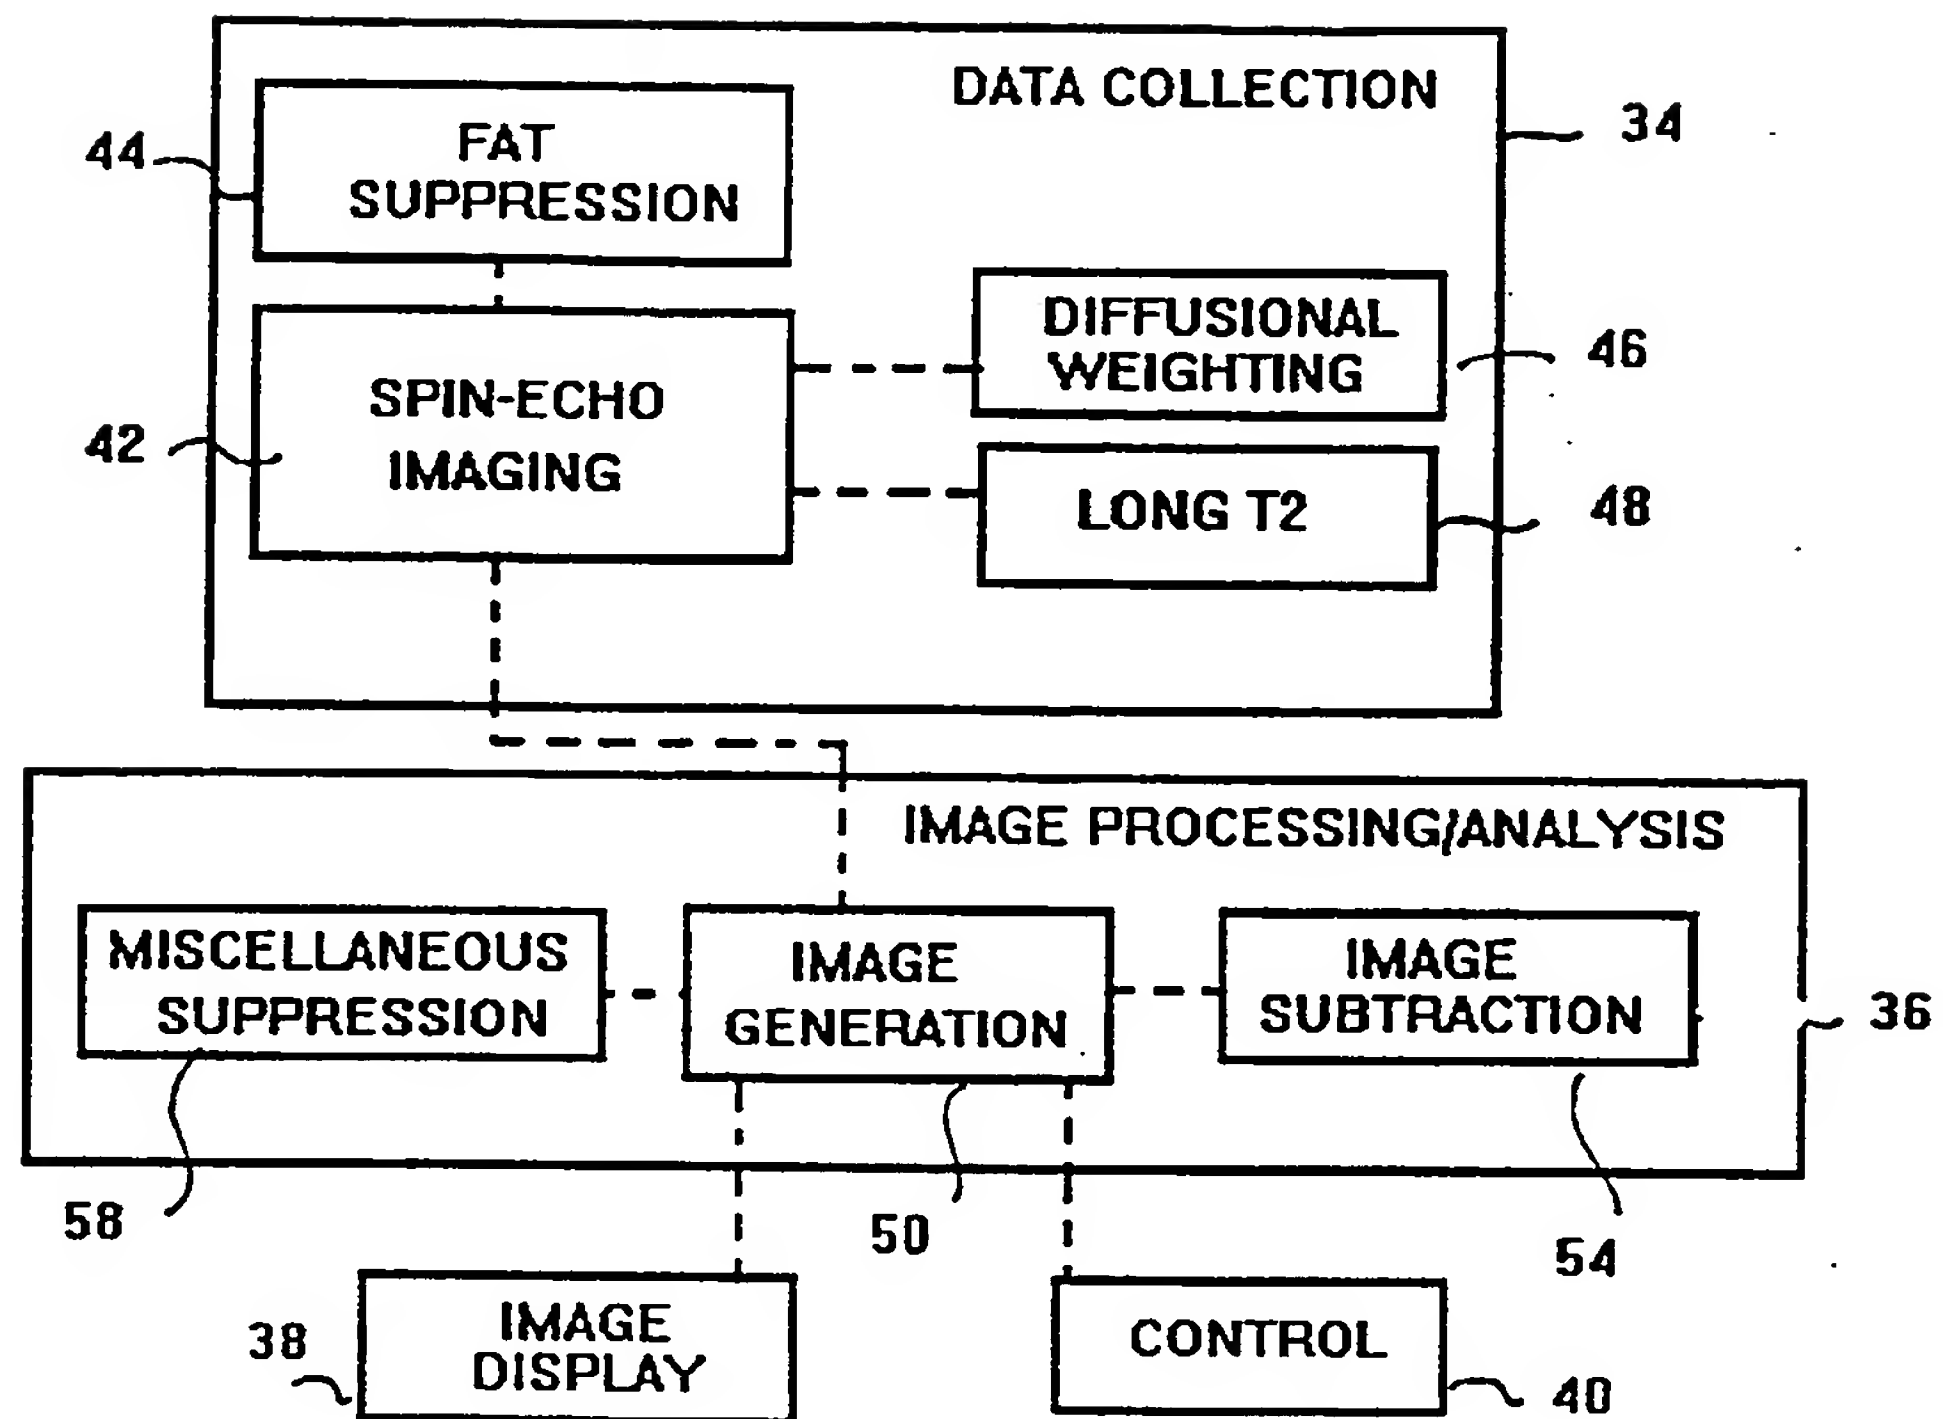 DATA COLLECTION
34
44
FAT
SUPPRESSION
DIFFUSIONAL
WEIGHTING
46
42
SPIN-ECHO
IMAGING
LONG T2
48
IMAGE PROCESSING/ANALYSIS
MISCELLANEOUS
SUPPRESSION
IMAGE
GENERATION
IMAGE
SUBTRACTION
36
58
50
54
38
IMAGE
DISPLAY
CONTROL
40